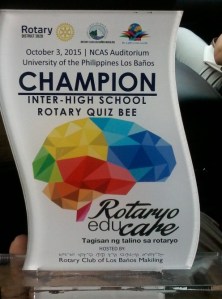 Rotary
October 3, 2015 | NCAS Auditorium
University of the Philippines Los Baños
CHAMPION
INTER-HIGH SCHOOL
ROTARY QUIZ BEE
Rotaryo
educare
Tagisan ng talino sa rotaryo
HOSTED BY
Rotary Club of Los Baños Makiling